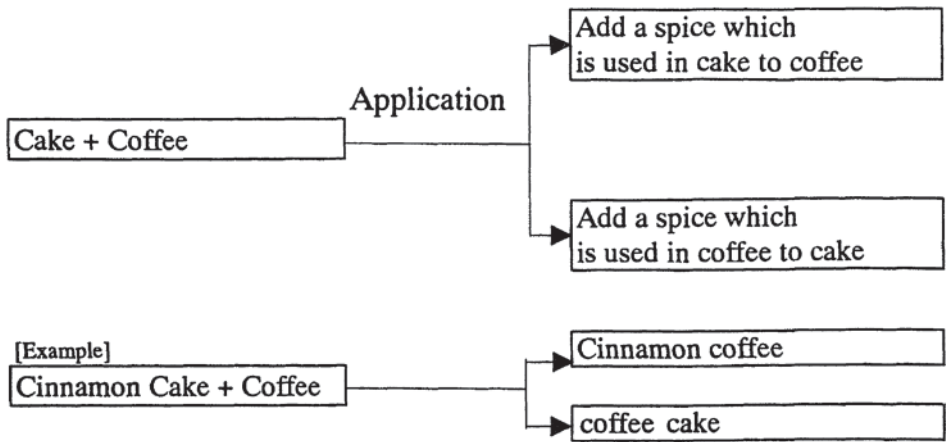 Add a spice which
is used in cake to coffee
Application
Cake + Coffee
Add a spice which
is used in coffee to cake
[Example]
Cinnamon Cake + Coffee
Cinnamon coffee
coffee cake